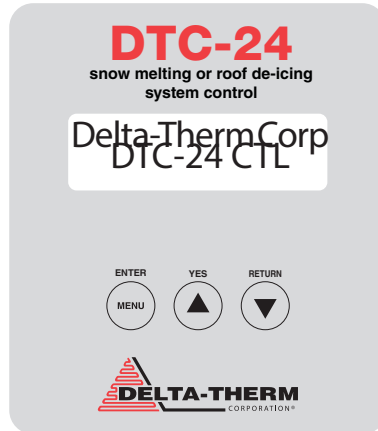 DTC-24
snow melting or roof de-icing
system control
Delta-Therm Corp
DTC-24 CTL
ENTER YES RETURN
MENU
DELTA-THERM
CORPORATION®